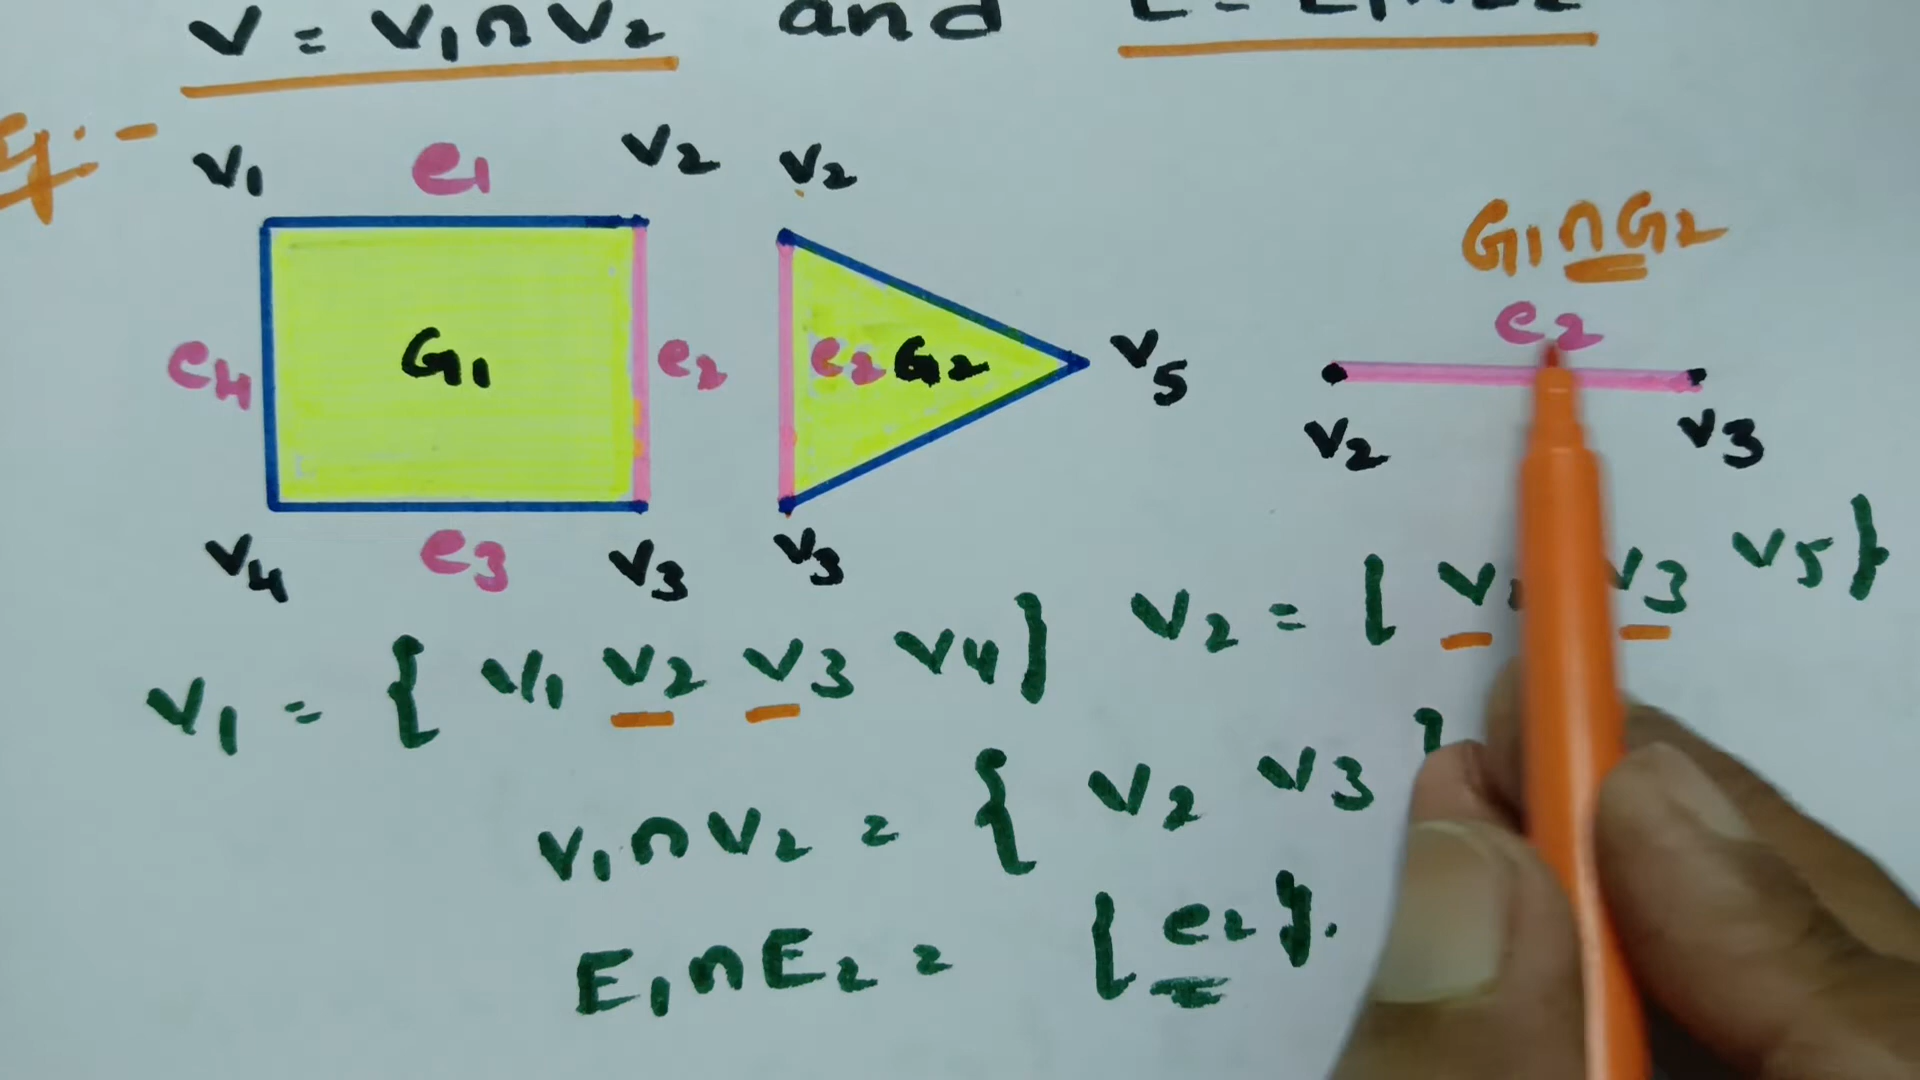 V = V1 ∩ V2 and
Eg:-
v1 e1 v2 v2
G1 ∩ G2
e4 G1 e2 e2 G2 v5 e2
v2 v3
v4 e3 v3 v3
V1 = { v1 v2 v3 v4 } V2 = { v3 v5 }
V1 ∩ V2 = { v2 v3 }
E1 ∩ E2 = { e2 }.